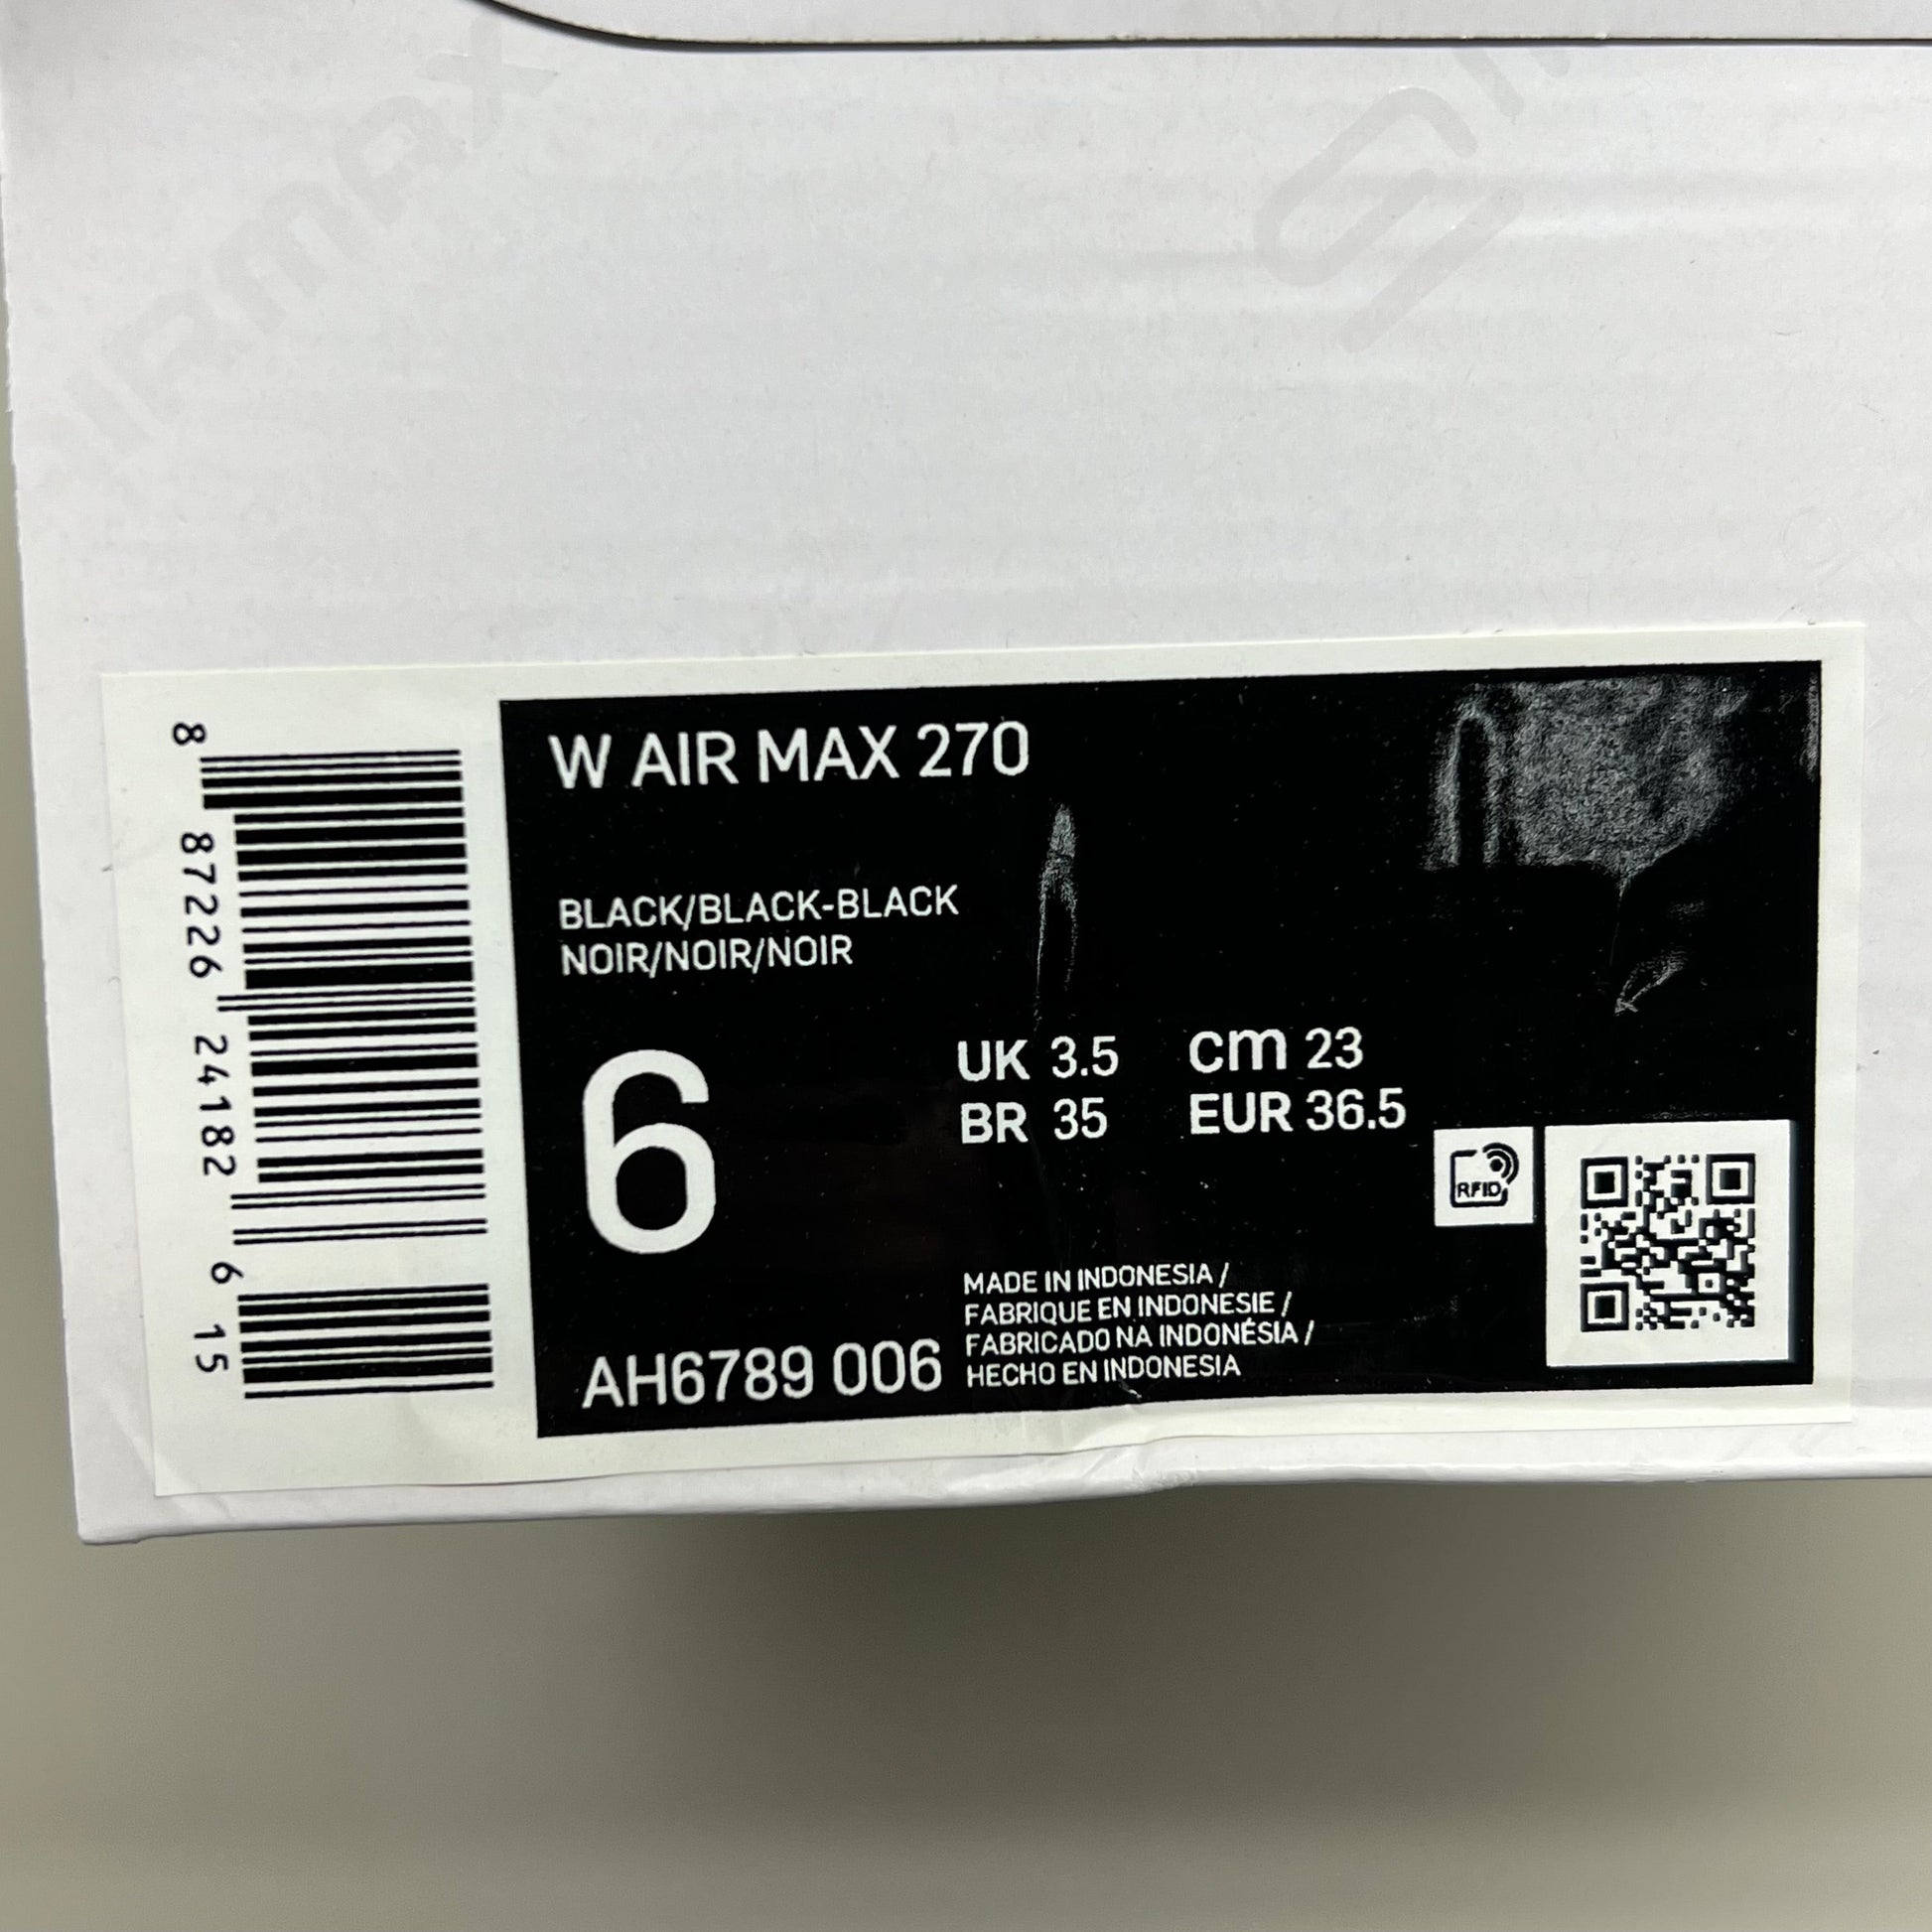 AIRMAX
W AIR MAX 270
BLACK/BLACK-BLACK
NOIR/NOIR/NOIR
6
UK 3.5 cm 23
BR 35 EUR 36.5
RFID
MADE IN INDONESIA /
FABRIQUE EN INDONESIE /
FABRICADO NA INDONÉSIA /
HECHO EN INDONESIA
AH6789 006
8 87226 24182 6 15